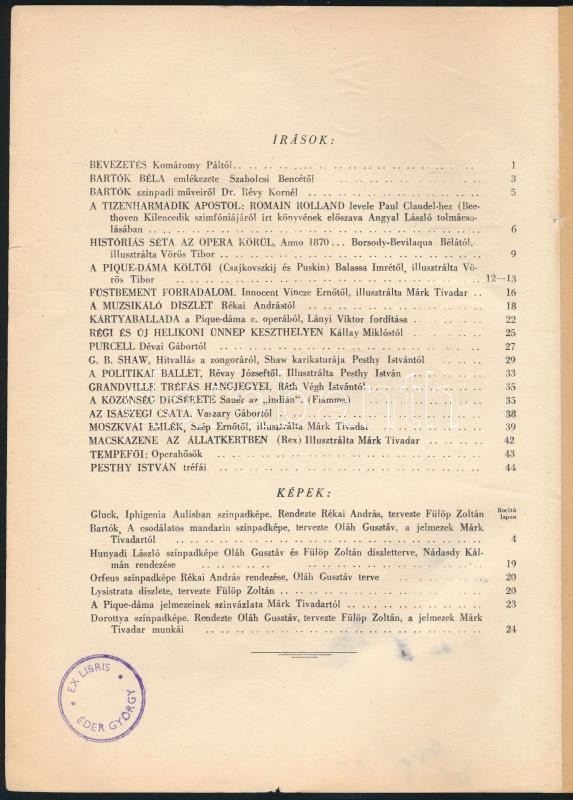 ÍRÁSOK:
BEVEZETÉS Komáromy Páltól 1
BARTÓK BÉLA emlékezete Szabolcsi Bencétől 3
BARTÓK színpadi műveiről Dr. Révy Kornél 5
A TIZENHARMADIK APOSTOL: ROMAIN ROLLAND levele Paul Claudel-hez (Bee-
thoven Kilencedik szimfóniájáról írt könyvének előszava Angyal László tolmácso-
lásában 6
HISTÓRIÁS SÉTA AZ OPERA KÖRÜL, Anno 1870... Borsody-Bevilaqua Bélától,
illusztrálta Vörös Tibor 9
A PIQUE-DÁMA KÖLTŐI (Csajkovszkij és Puskin) Balassa Imrétől, illusztrálta Vö-
rös Tibor 12—13
FÜSTBEMENT FORRADALOM. Innocent Vincze Ernőtől, illusztrálta Márk Tivadar 16
A MUZSIKÁLÓ DISZLET Rékai Andrástól 18
KÁRTYABALLADA a Pique-dáma c. operából, Lányi Viktor fordítása 22
RÉGI ÉS ÚJ HELIKONI ÜNNEP KESZTHELYEN Kállay Miklóstól 25
PURCELL Dévai Gábortól 27
G. B. SHAW, Hitvallás a zongoráról, Shaw karikaturája Pesthy Istvántól 29
A POLITIKAI BALLET, Révay Józseftől, Illusztrálta Pesthy István 33
GRANDVILLE TRÉFÁS HANGJEGYEI, Ráth Végh Istvántól 35
A KÖZÖNSÉG DICSÉRETE Sauer az „indián". (Fiamma) 35
AZ ISASZEGI CSATA. Vaszary Gábortól 38
MOSZKVAI EMLÉK, Szép Ernőtől, illusztrálta Márk Tivadar 39
MACSKAZENE AZ ÁLLATKERTBEN (Rex) Illusztrálta Márk Tivadar 42
TEMPEFŐI: Operahősök 43
PESTHY ISTVÁN tréfái 44
KÉPEK:
Gluck, Iphigenia Aulisban színpadképe. Rendezte Rékai András, tervezte Fülöp Zoltán Borító lapon
Bartók, A csodálatos mandarin színpadképe, tervezte Oláh Gusztáv, a jelmezek Márk
Tivadartól 4
Hunyadi László színpadképe Oláh Gusztáv és Fülöp Zoltán díszletterve, Nádasdy Kál-
mán rendezése 19
Orfeus színpadképe Rékai András rendezése, Oláh Gusztáv terve 20
Lysistrata díszlete, tervezte Fülöp Zoltán 20
A Pique-dáma jelmezeinek színvázlata Márk Tivadartól 23
Dorottya színpadképe. Rendezte Oláh Gusztáv, tervezte Fülöp Zoltán, a jelmezek Márk
Tivadar munkái 24
EX LIBRIS
ÉDER GYÖRGY